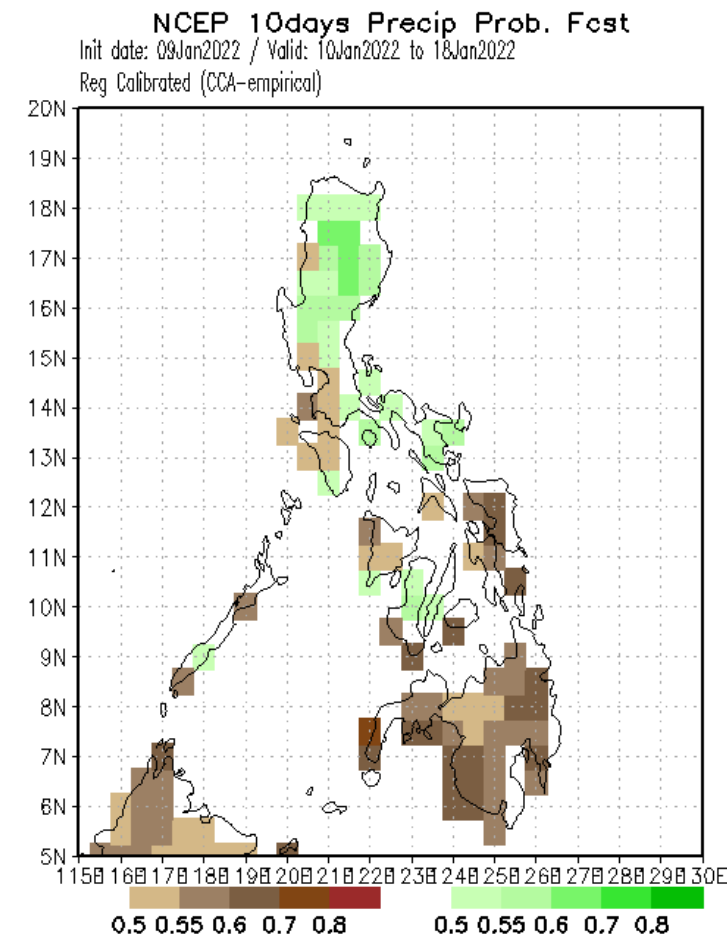 NCEP 10days Precip Prob. Fcst
Init date: 09Jan2022 / Valid: 10Jan2022 to 18Jan2022
Reg Calibrated (CCA-empirical)
20N
19N
18N
17N
16N
15N
14N
13N
12N
11N
10N
9N
8N
7N
6N
5N
115E 116E 117E 118E 119E 120E 121E 122E 123E 124E 125E 126E 127E 128E 129E 130E
0.5 0.55 0.6 0.7 0.8 0.5 0.55 0.6 0.7 0.8